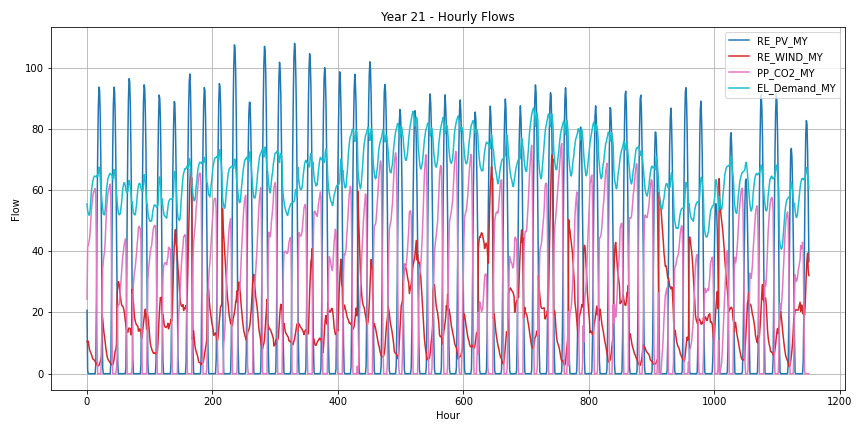 Year 21 - Hourly Flows
RE_PV_MY
RE_WIND_MY
PP_CO2_MY
EL_Demand_MY
Flow
100
80
60
40
20
0
0 200 400 600 800 1000 1200
Hour